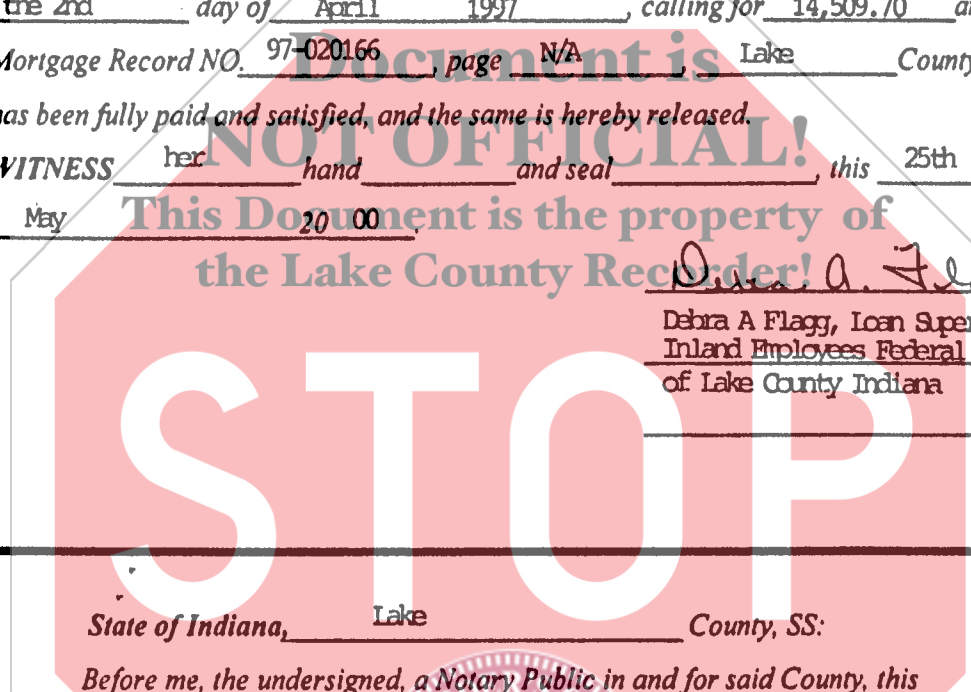 the 2nd day of April 1997, calling for 14,509.70
Mortgage Record NO. 97-020166, page N/A, Lake County
has been fully paid and satisfied, and the same is hereby released.
WITNESS her hand and seal, this 25th
May 20 00.
Document is
NOT OFFICIAL!
This Document is the property of
the Lake County Recorder!
Debra A. Fl
Debra A Flagg, Loan Super
Inland Employees Federal
of Lake County Indiana
STOP
State of Indiana, Lake County, SS:
Before me, the undersigned, a Notary Public in and for said County, this